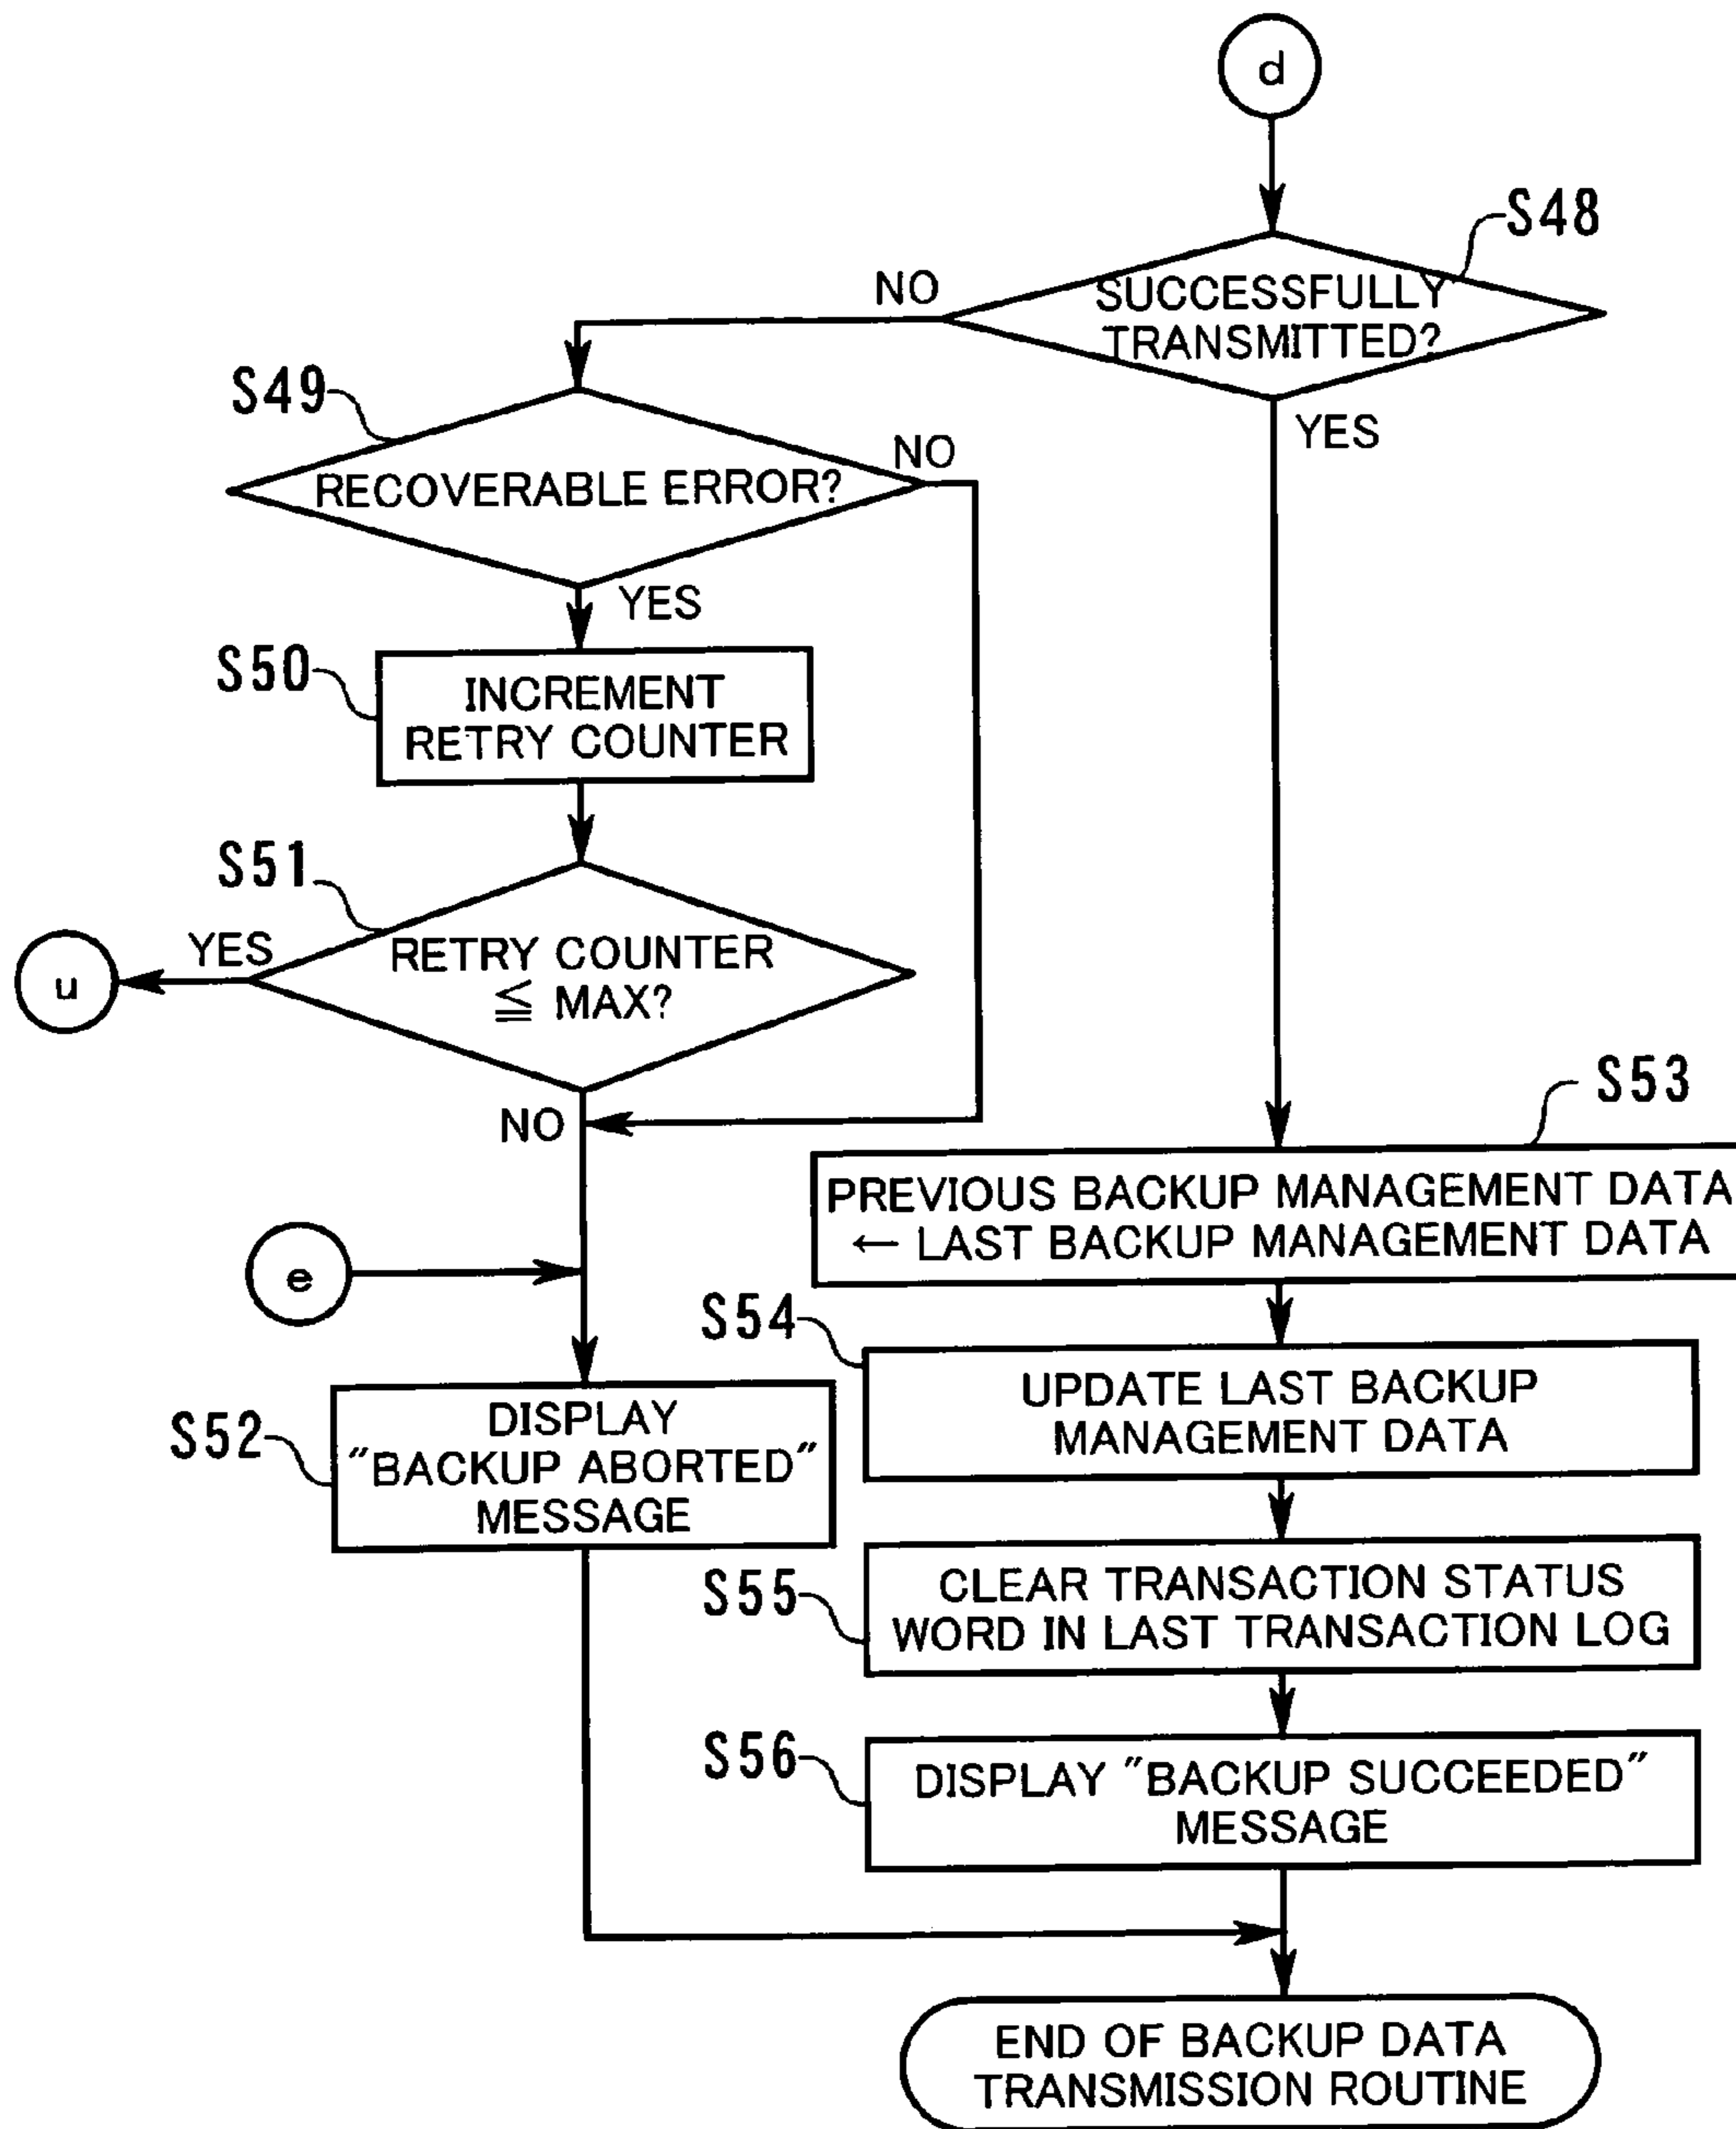 d
S48
NO
SUCCESSFULLY
TRANSMITTED?
YES
S49
NO
RECOVERABLE ERROR?
YES
S50
INCREMENT
RETRY COUNTER
S51
YES
RETRY COUNTER
≦ MAX?
u
NO
S53
PREVIOUS BACKUP MANAGEMENT DATA
← LAST BACKUP MANAGEMENT DATA
e
S54
UPDATE LAST BACKUP
MANAGEMENT DATA
S52
DISPLAY
"BACKUP ABORTED"
MESSAGE
S55
CLEAR TRANSACTION STATUS
WORD IN LAST TRANSACTION LOG
S56
DISPLAY "BACKUP SUCCEEDED"
MESSAGE
END OF BACKUP DATA
TRANSMISSION ROUTINE